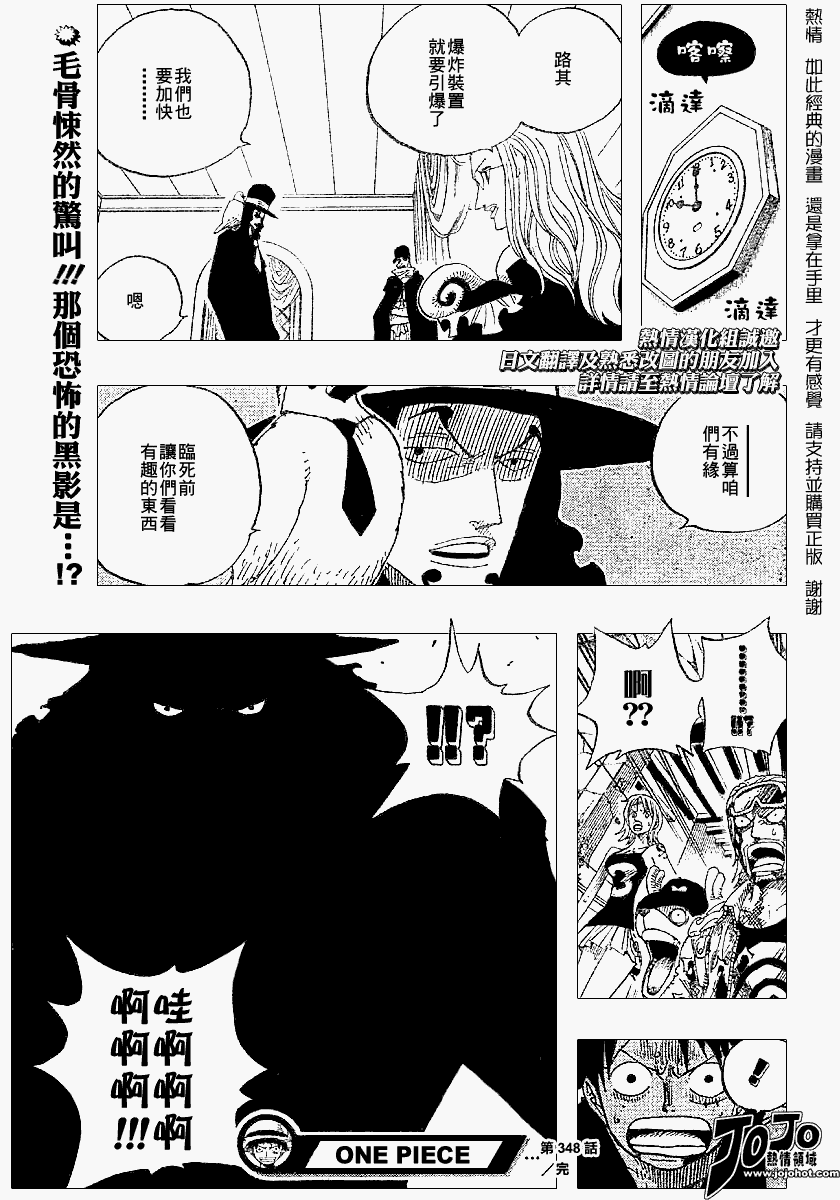 喀嚓
滴達
滴達
路其
爆炸裝置
就要引爆了
我們也
要加快
………
嗯
熱情漢化組誠邀
日文翻譯及熟悉改圖的朋友加入
詳情請至熱情論壇了解
不過算咱
們有緣
臨死前
讓你們看看
有趣的東西
………!!?
啊
??
!
!!?
哇啊啊啊
啊啊啊!!!
毛骨悚然的驚叫!!!那個恐怖的黑影是…!?
ONE PIECE
…第348話
／完
熱情 如此經典的漫畫 還是拿在手里 才更有感覺 請支持並購買正版 謝謝
JOJO
熱情領域
www.jojohot.com